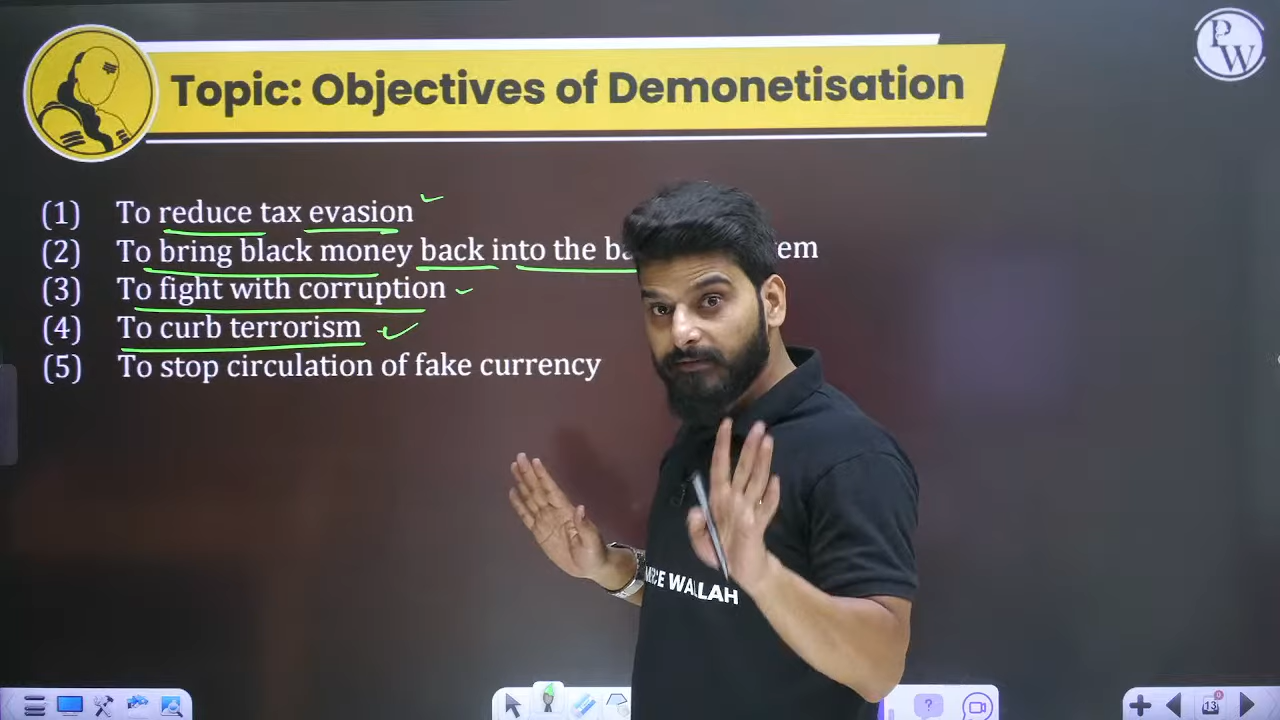 PW
Topic: Objectives of Demonetisation
(1) To reduce tax evasion
(2) To bring black money back into the ba em
(3) To fight with corruption
(4) To curb terrorism
(5) To stop circulation of fake currency
WALLAH
?
13